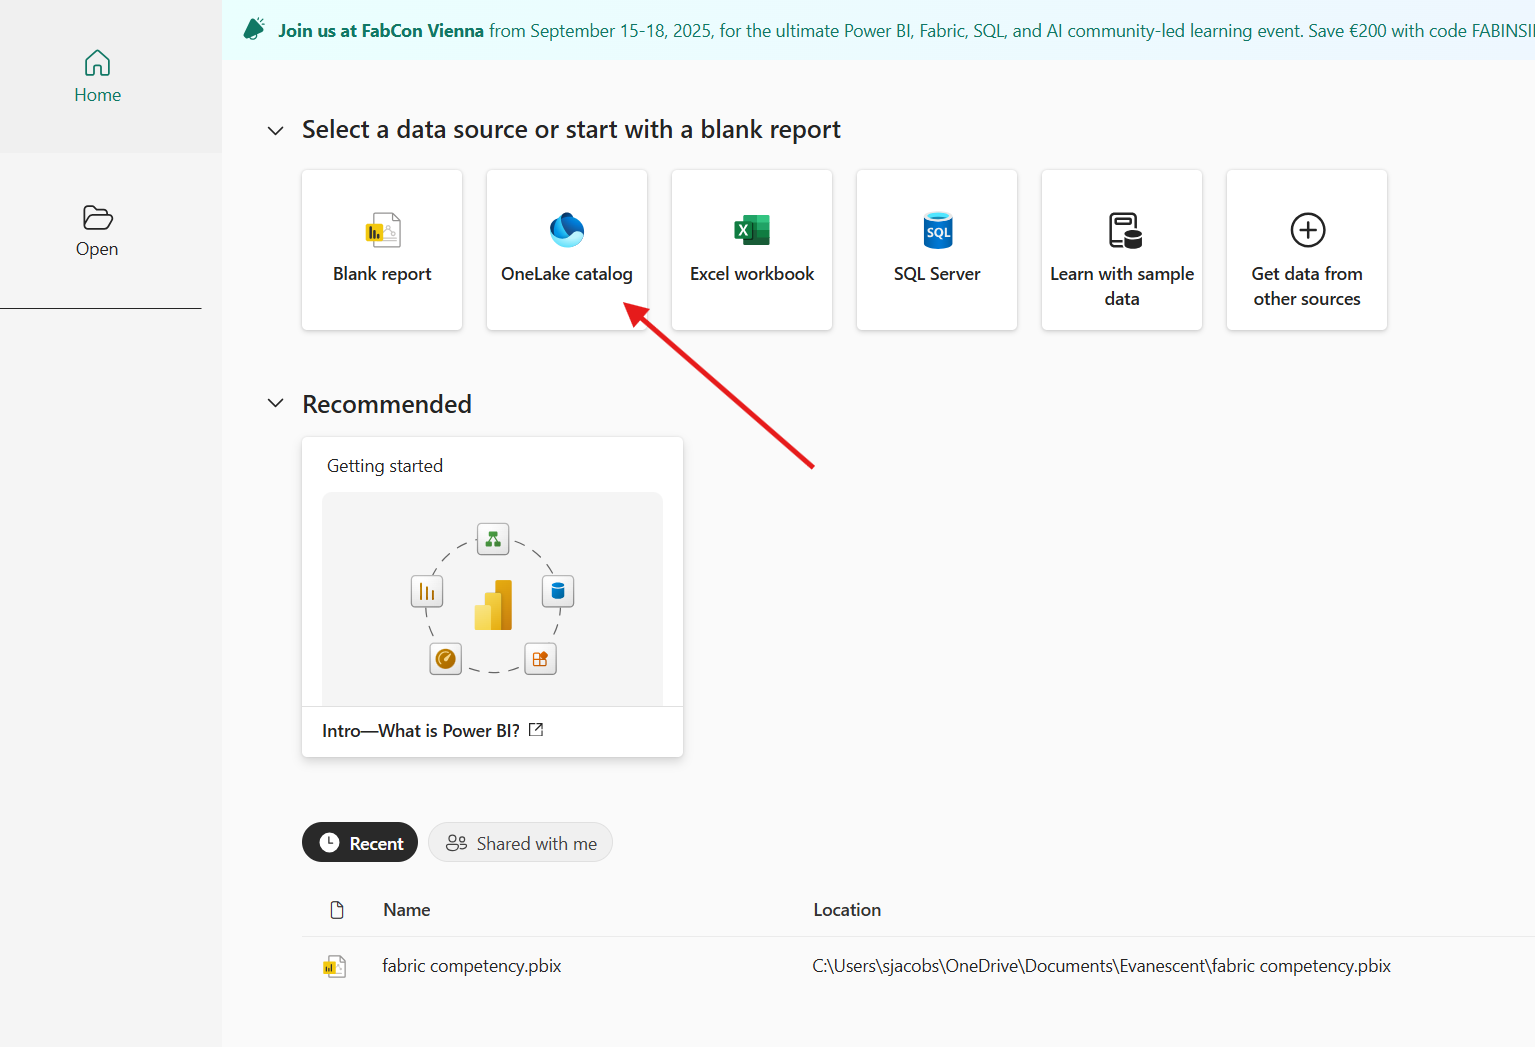 Join us at FabCon Vienna from September 15-18, 2025, for the ultimate Power BI, Fabric, SQL, and AI community-led learning event. Save €200 with code FABINSI
Home
Open
Select a data source or start with a blank report
Blank report
OneLake catalog
X
Excel workbook
SQL
SQL Server
Learn with sample
data
Get data from
other sources
Recommended
Getting started
Intro—What is Power BI?
Recent
Shared with me
Name
Location
fabric competency.pbix
C:\Users\sjacobs\OneDrive\Documents\Evanescent\fabric competency.pbix